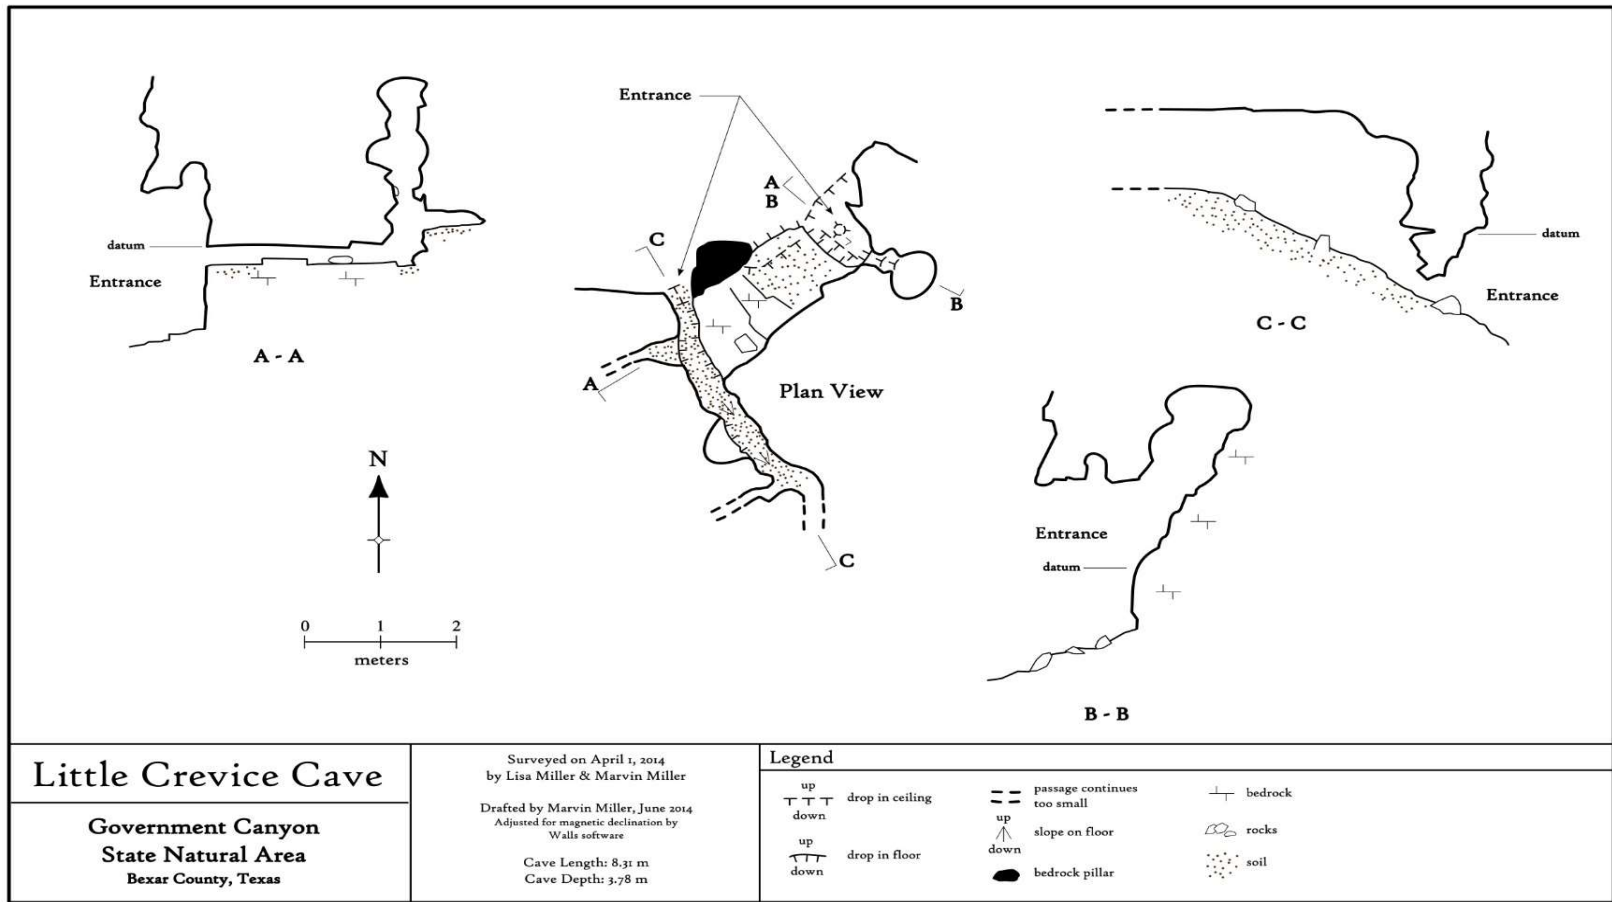 Entrance
A
B
C
A
B
C
Plan View
datum
Entrance
A - A
datum
Entrance
C - C
Entrance
datum
B - B
N
0 1 2
meters
Little Crevice Cave
Government Canyon
State Natural Area
Bexar County, Texas
Surveyed on April 1, 2014
by Lisa Miller & Marvin Miller
Drafted by Marvin Miller, June 2014
Adjusted for magnetic declination by
Walls software
Cave Length: 8.31 m
Cave Depth: 3.78 m
Legend
up
down
drop in ceiling
up
down
drop in floor
passage continues
too small
up
down
slope on floor
bedrock pillar
bedrock
rocks
soil